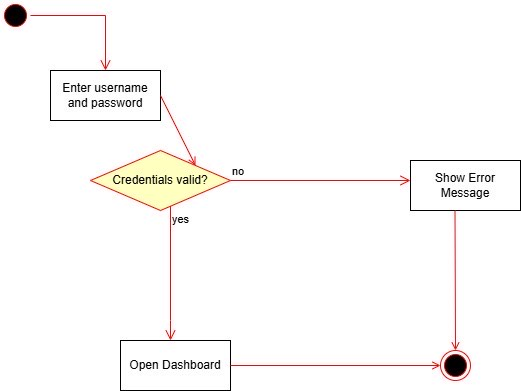 Enter username
and password
Credentials valid?
no
Show Error
Message
yes
Open Dashboard